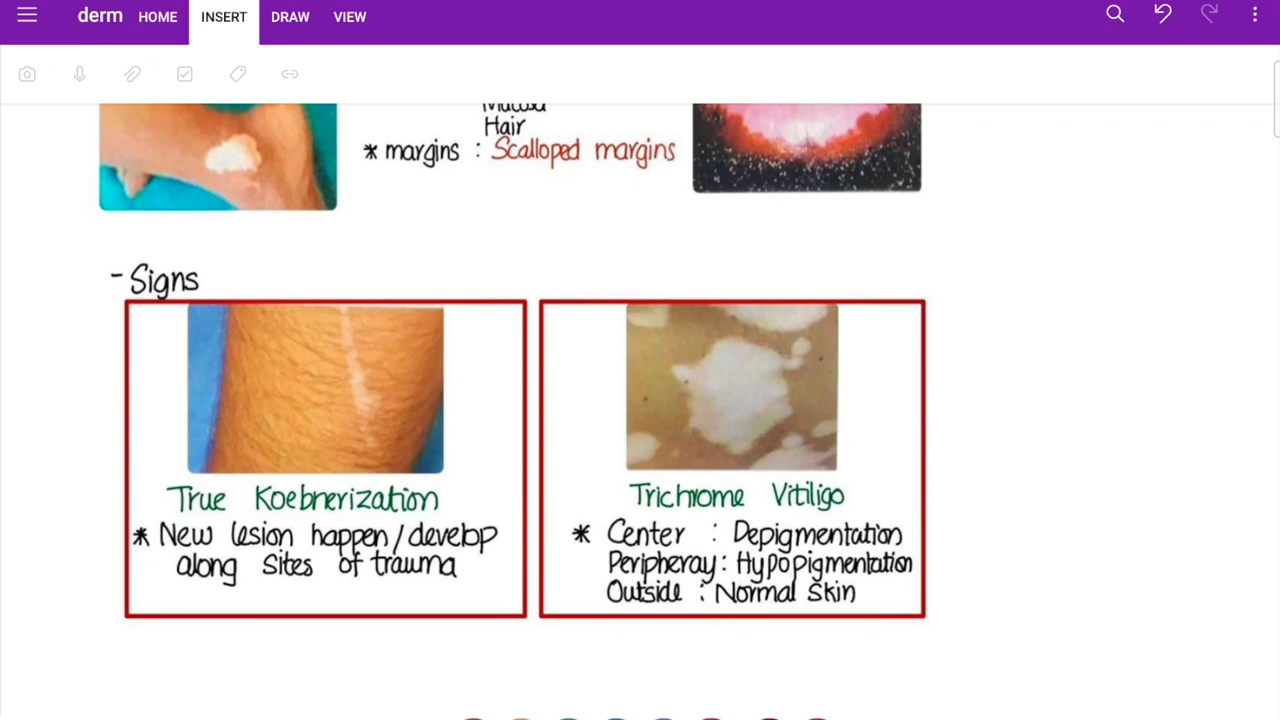 derm HOME INSERT DRAW VIEW
Mucosa
Hair
* margins : Scalloped margins
- Signs
True Koebnerization
* New lesion happen/develop
along sites of trauma
Trichrome Vitiligo
* Center : Depigmentation
Peripheray : Hypopigmentation
Outside : Normal skin